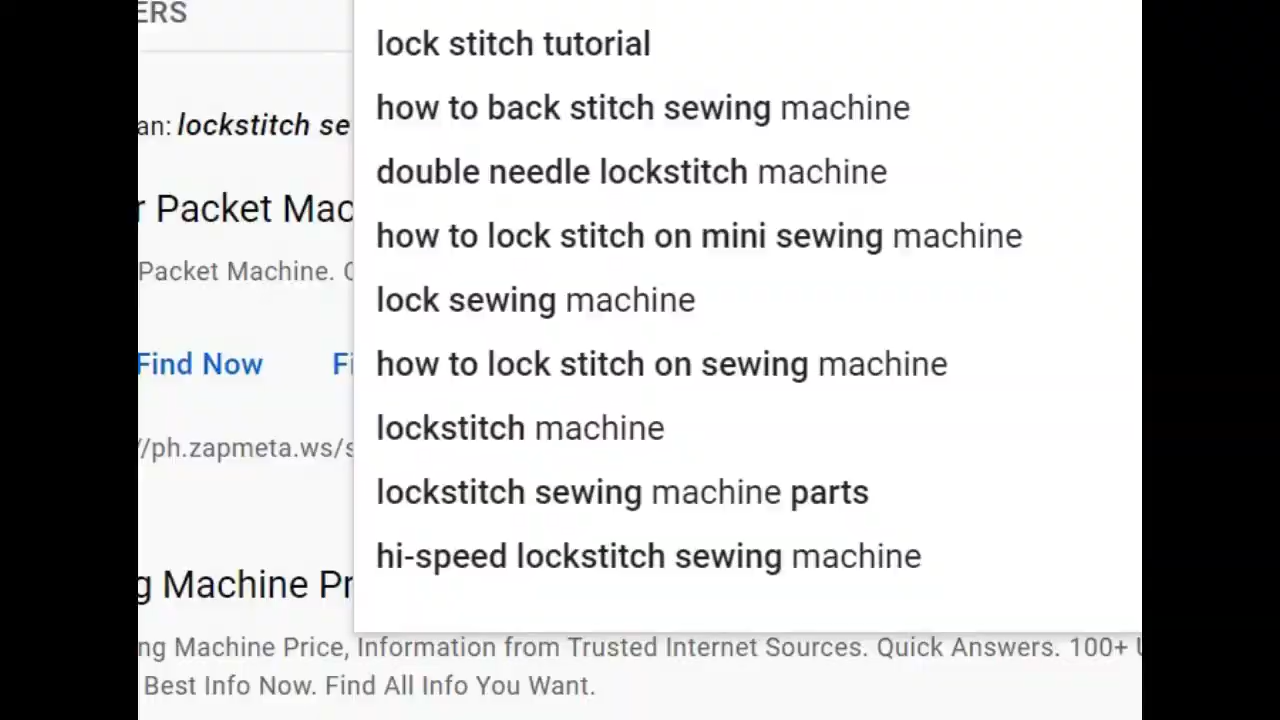 ERS
lock stitch tutorial
how to back stitch sewing machine
an: lockstitch se
double needle lockstitch machine
r Packet Mac
how to lock stitch on mini sewing machine
Packet Machine.
lock sewing machine
Find Now
how to lock stitch on sewing machine
lockstitch machine
//ph.zapmeta.ws/s
lockstitch sewing machine parts
hi-speed lockstitch sewing machine
g Machine Pr
ng Machine Price, Information from Trusted Internet Sources. Quick Answers. 100+
Best Info Now. Find All Info You Want.